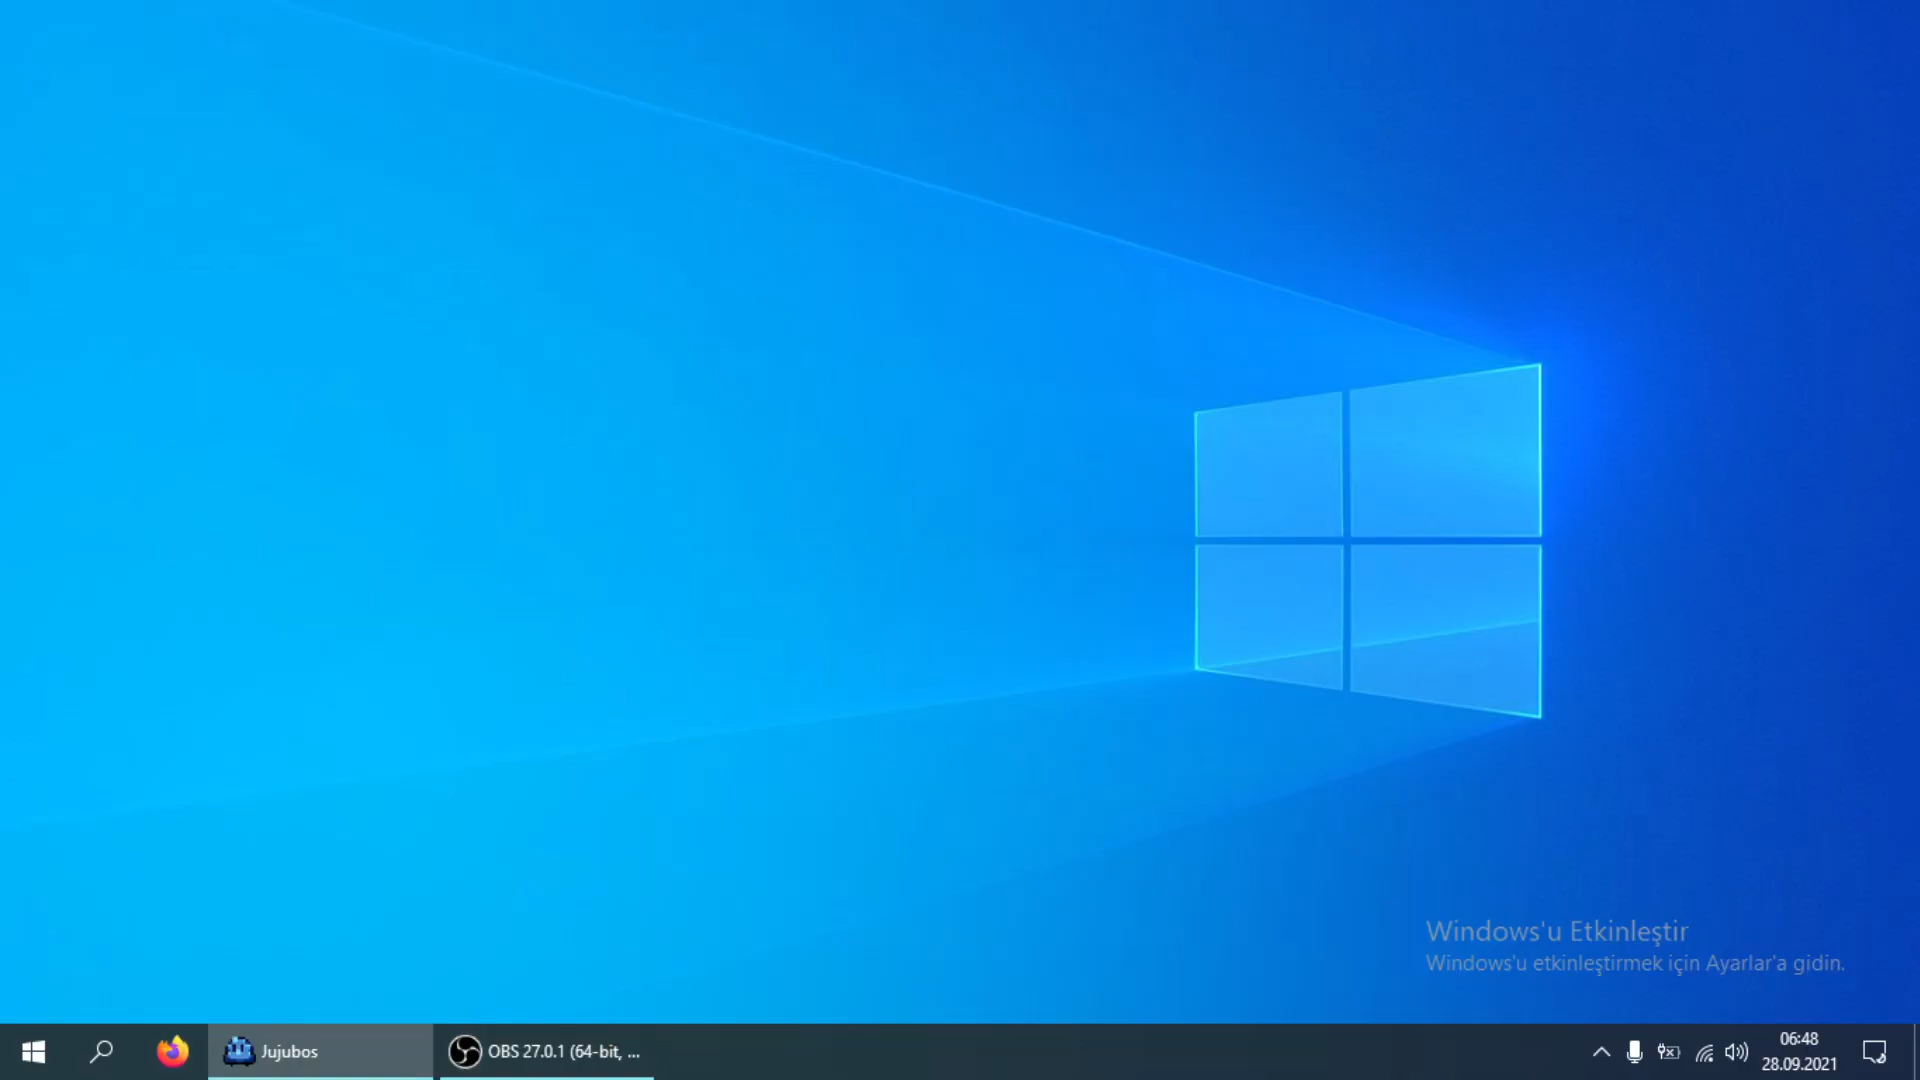 Windows'u Etkinleştir
Windows'u etkinleştirmek için Ayarlar'a gidin.
Jujubos
OBS 27.0.1 (64-bit, ...
06:48
28.09.2021